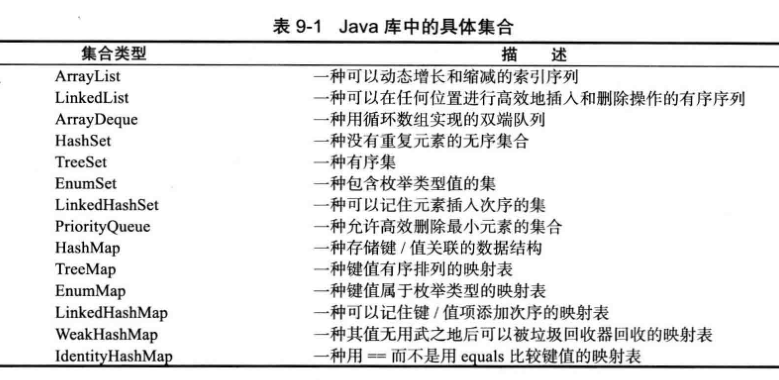 表 9-1 Java 库中的具体集合
集合类型 描 述
ArrayList 一种可以动态增长和缩减的索引序列
LinkedList 一种可以在任何位置进行高效地插入和删除操作的有序序列
ArrayDeque 一种用循环数组实现的双端队列
HashSet 一种没有重复元素的无序集合
TreeSet 一种有序集
EnumSet 一种包含枚举类型值的集
LinkedHashSet 一种可以记住元素插入次序的集
PriorityQueue 一种允许高效删除最小元素的集合
HashMap 一种存储键 / 值关联的数据结构
TreeMap 一种键值有序排列的映射表
EnumMap 一种键值属于枚举类型的映射表
LinkedHashMap 一种可以记住键 / 值项添加次序的映射表
WeakHashMap 一种其值无用武之地后可以被垃圾回收器回收的映射表
IdentityHashMap 一种用 == 而不是用 equals 比较键值的映射表